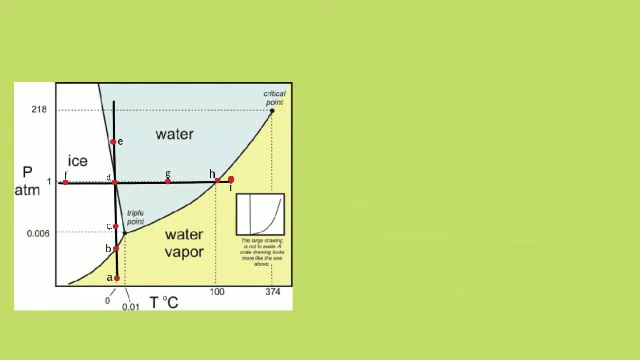 critical
point
218
e
water
ice
f
d
g
h
i
P
atm
1
triple
point
c
0.006
water
vapor
b
The large drawing
is not to scale. A
scale drawing looks
more like the one
above...
a
0
0.01
100
374
T °C